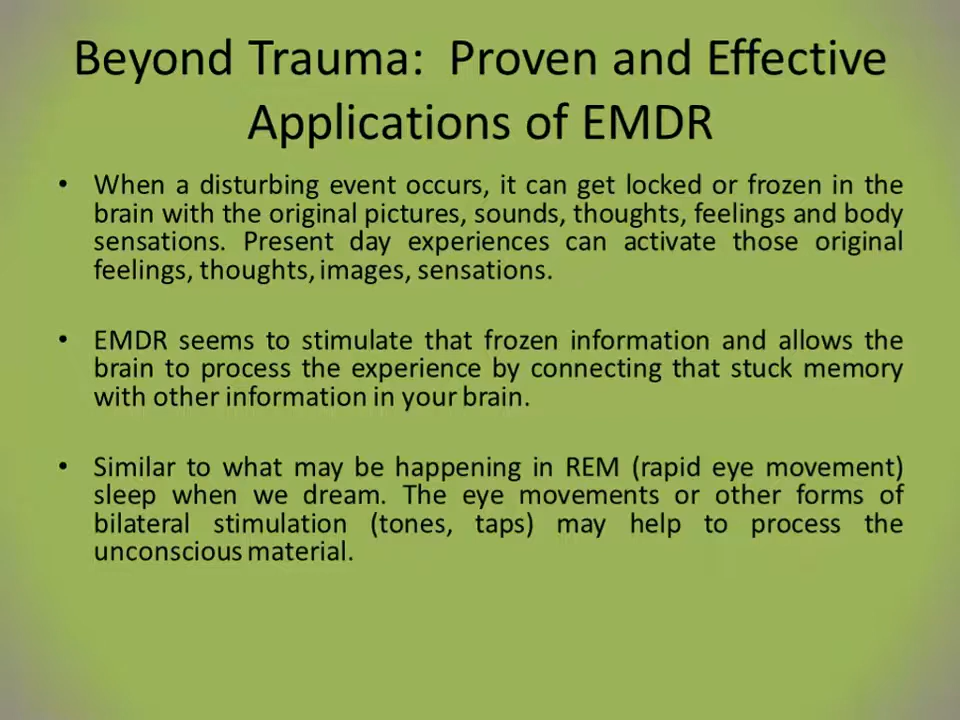 Beyond Trauma:  Proven and Effective
Applications of EMDR
• When a disturbing event occurs, it can get locked or frozen in the
brain with the original pictures, sounds, thoughts, feelings and body
sensations. Present day experiences can activate those original
feelings, thoughts, images, sensations.
• EMDR seems to stimulate that frozen information and allows the
brain to process the experience by connecting that stuck memory
with other information in your brain.
• Similar to what may be happening in REM (rapid eye movement)
sleep when we dream. The eye movements or other forms of
bilateral stimulation (tones, taps) may help to process the
unconscious material.